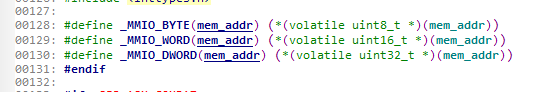 00127:
00128: #define _MMIO_BYTE(mem_addr) (*(volatile uint8_t *)(mem_addr))
00129: #define _MMIO_WORD(mem_addr) (*(volatile uint16_t *)(mem_addr))
00130: #define _MMIO_DWORD(mem_addr) (*(volatile uint32_t *)(mem_addr))
00131: #endif
00132: